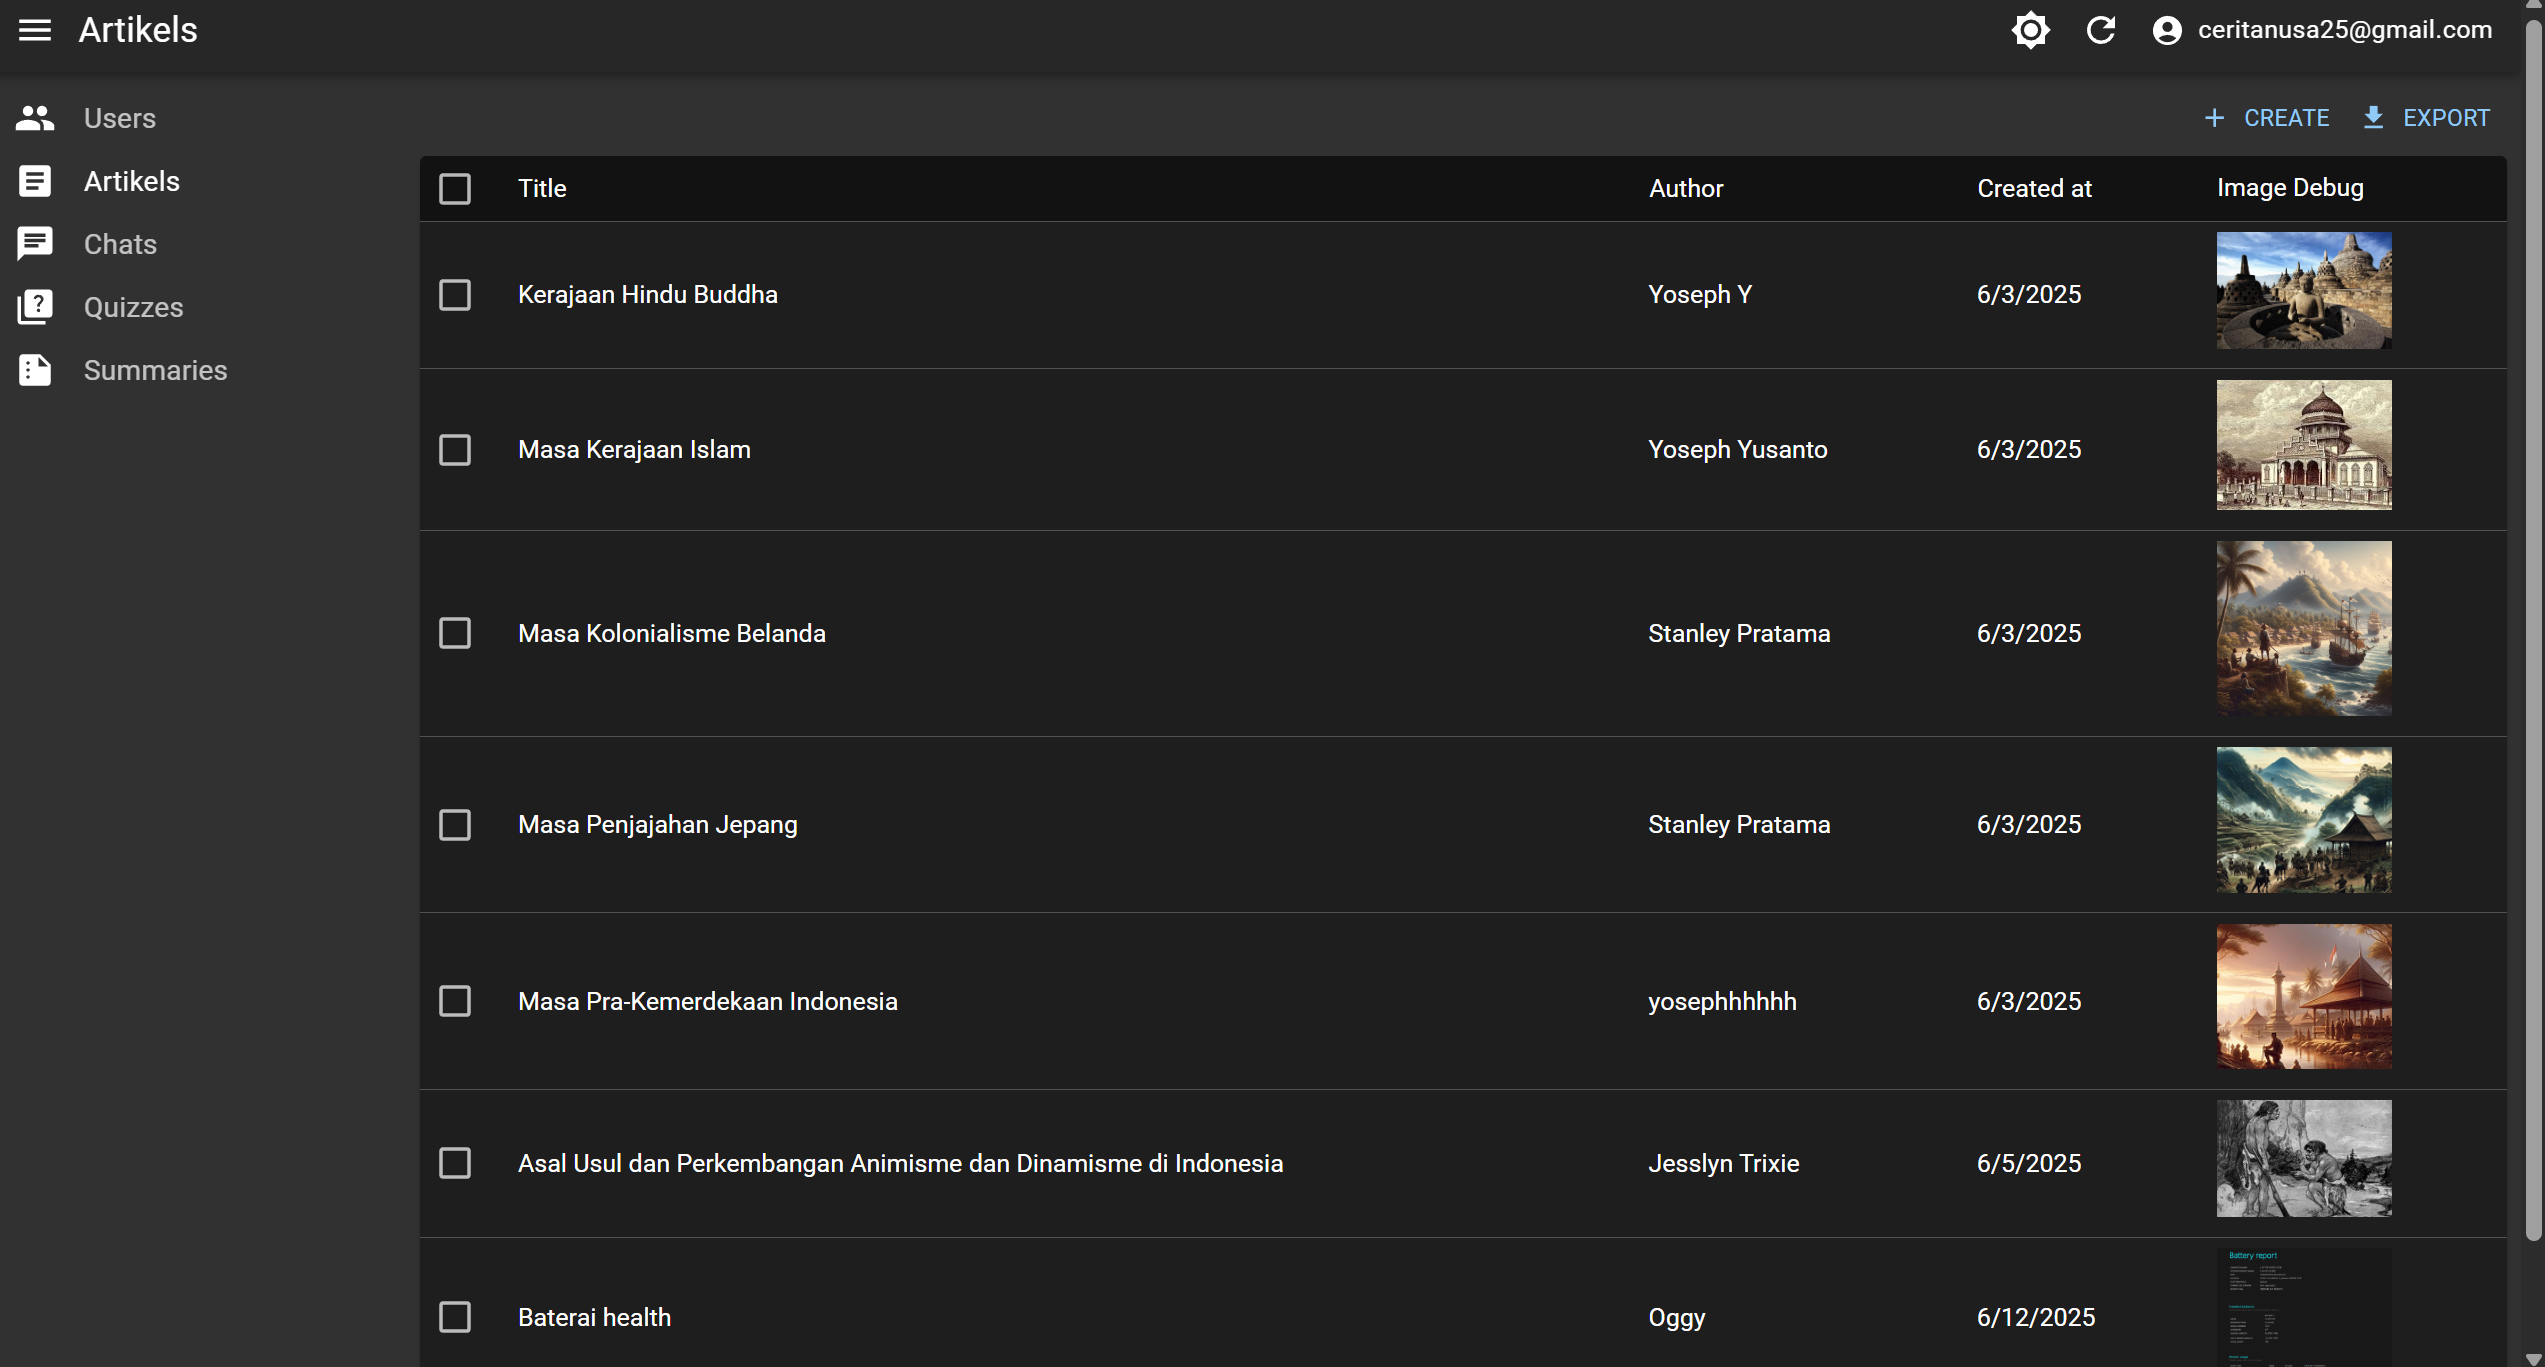 Artikels
ceritanusa25@gmail.com
Users
Artikels
Chats
Quizzes
Summaries
CREATE
EXPORT
Title Author Created at Image Debug
Kerajaan Hindu Buddha Yoseph Y 6/3/2025
Masa Kerajaan Islam Yoseph Yusanto 6/3/2025
Masa Kolonialisme Belanda Stanley Pratama 6/3/2025
Masa Penjajahan Jepang Stanley Pratama 6/3/2025
Masa Pra-Kemerdekaan Indonesia yosephhhhhh 6/3/2025
Asal Usul dan Perkembangan Animisme dan Dinamisme di Indonesia Jesslyn Trixie 6/5/2025
Baterai health Oggy 6/12/2025
Battery report